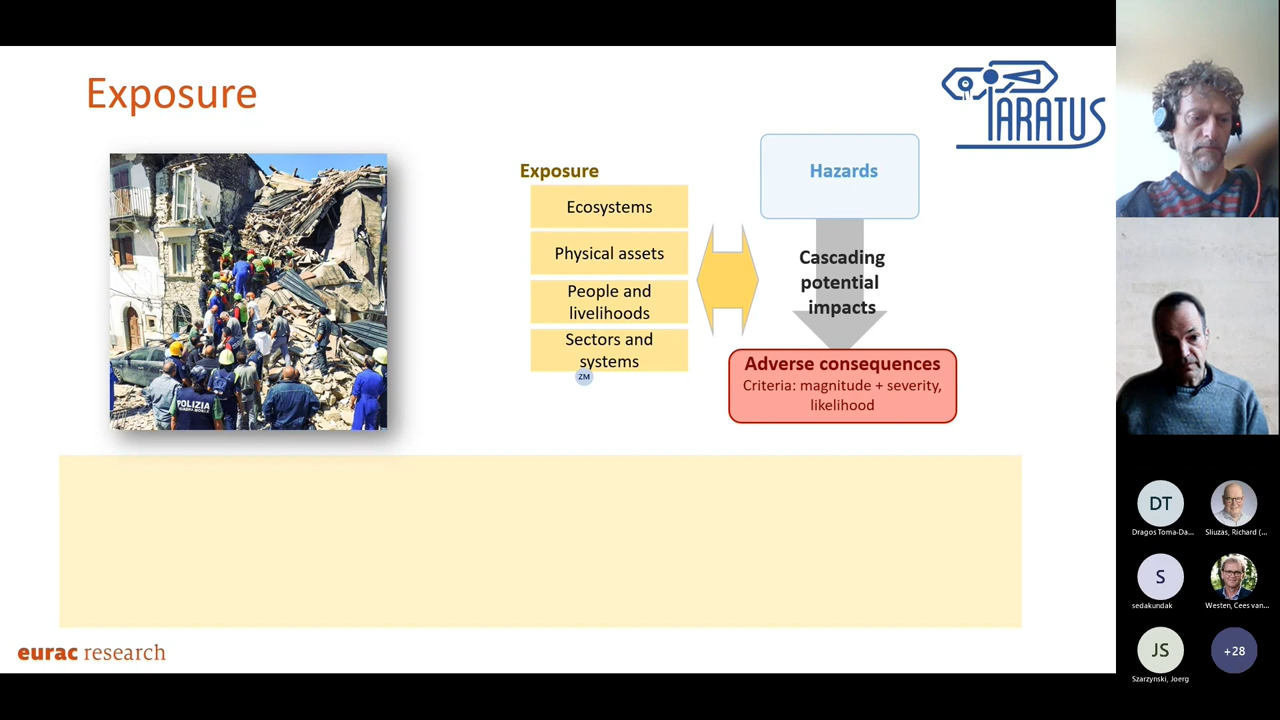 Exposure
PARATUS
Exposure
Ecosystems
Physical assets
People and
livelihoods
Sectors and
systems
ZM
Hazards
Cascading
potential
impacts
Adverse consequences
Criteria: magnitude + severity,
likelihood
POLIZIA
eurac research
DT
Dragos Toma-Da...
Sliuzas, Richard (...
S
sedakundak
Westen, Cees van...
JS
Szarzynski, Joerg
+28